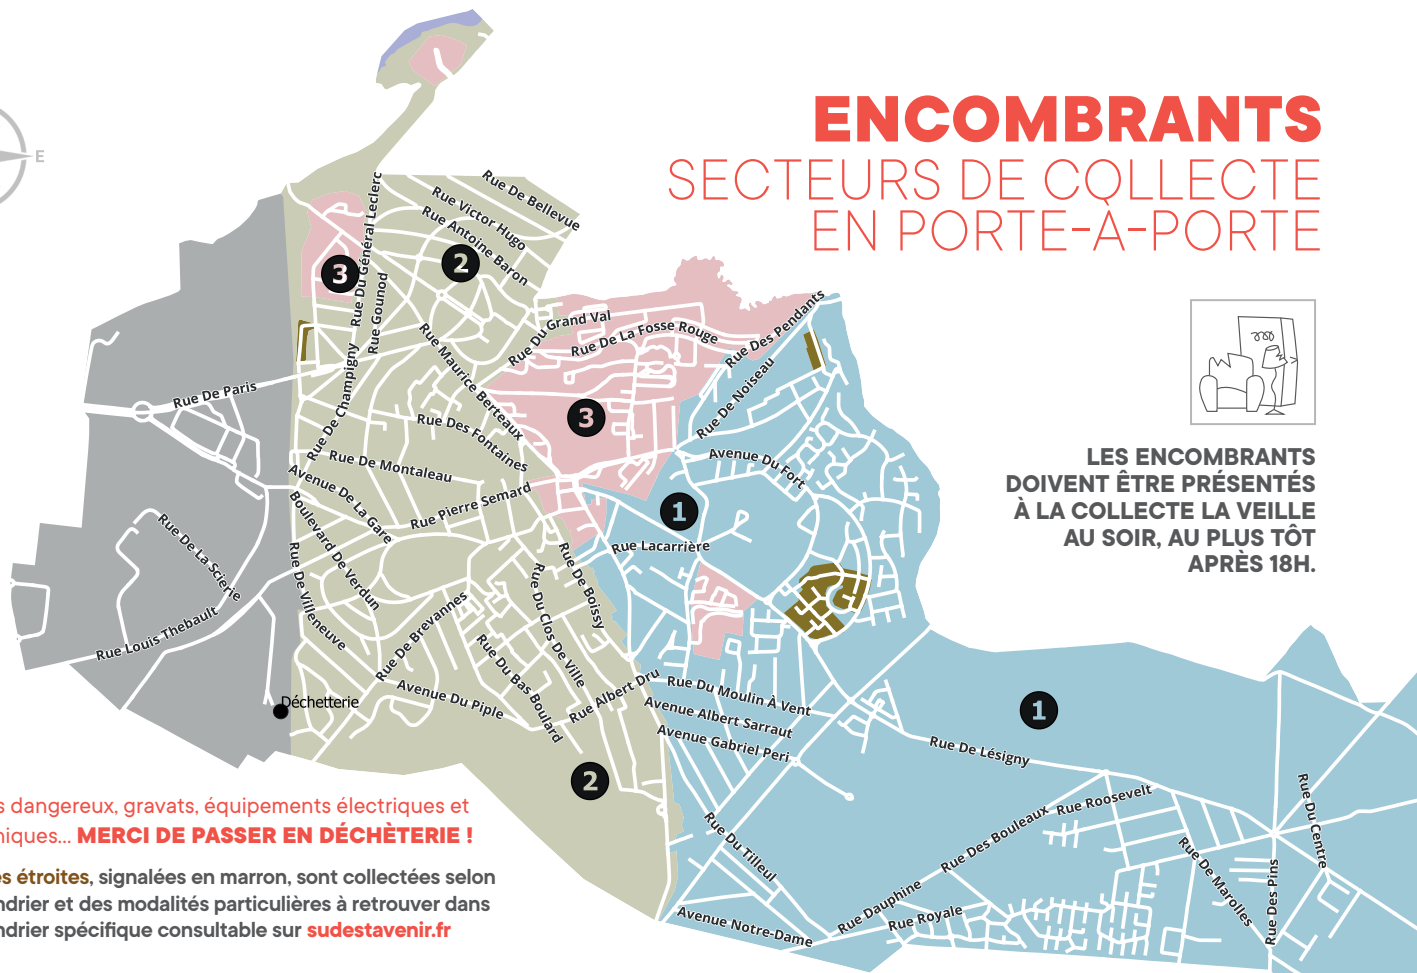 ENCOMBRANTS
SECTEURS DE COLLECTE
EN PORTE-À-PORTE
E
LES ENCOMBRANTS
DOIVENT ÊTRE PRÉSENTÉS
À LA COLLECTE LA VEILLE
AU SOIR, AU PLUS TÔT
APRÈS 18H.
Rue De Bellevue
Rue Victor Hugo
Rue Antoine Baron
Rue Du Général Leclerc
3
2
Rue Gounod
Rue Du Grand Val
Rue De La Fosse Rouge
Rue Des Pendants
Rue De Noiseau
Rue Maurice Berteaux
Rue De Champigny
Rue De Paris
3
Rue Des Fontaines
Rue De Montaleau
Avenue Du Fort
Avenue De La Gare
Rue Pierre Semard
1
Boulevard De Verdun
Rue Lacarrière
Rue De La Scierie
Rue De Villeneuve
Rue De Boissy
Rue Du Clos De Ville
Rue Louis Thebault
Rue De Brevannes
Rue Du Bas Boulard
Avenue Du Piple
Rue Albert Dru
Rue Du Moulin À Vent
Avenue Albert Sarraut
Avenue Gabriel Peri
Déchetterie
1
Rue De Lésigny
2
Rue Roosevelt
Rue Du Centre
Rue Des Bouleaux
Rue Du Tilleul
Rue De Marolles
Rue Des Pins
Rue Dauphine
Rue Royale
Avenue Notre-Dame
s dangereux, gravats, équipements électriques et
niques... MERCI DE PASSER EN DÉCHÈTERIE !
es étroites, signalées en marron, sont collectées selon
ndrier et des modalités particulières à retrouver dans
ndrier spécifique consultable sur sudestavenir.fr